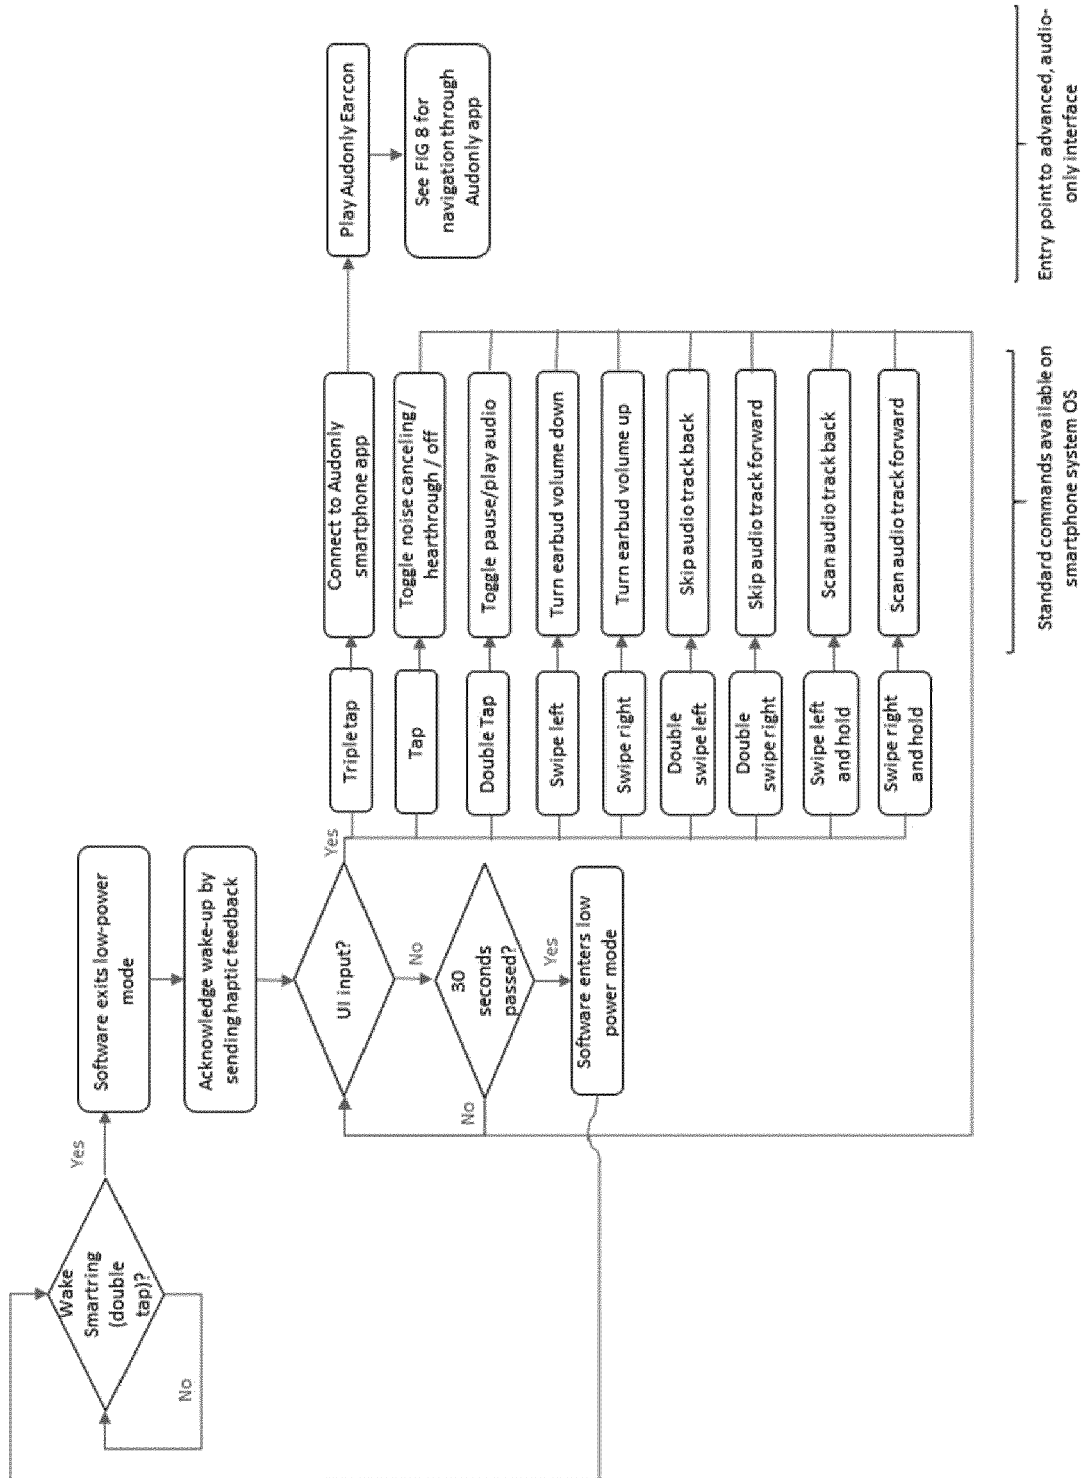 Wake
Smartring
(double
tap)?
Yes
No
Software exits low-power
mode
Acknowledge wake-up by
sending haptic feedback
UI input?
Yes
No
30
seconds
passed?
No
Yes
Software enters low
power mode
Triple tap
Connect to Audonly
smartphone app
Play Audonly Earcon
See FIG 8 for
navigation through
Audonly app
Tap
Toggle noise canceling /
hearthrough / off
Double Tap
Toggle pause/play audio
Swipe left
Turn earbud volume down
Swipe right
Turn earbud volume up
Double
swipe left
Skip audio track back
Double
swipe right
Skip audio track forward
Swipe left
and hold
Scan audio track back
Swipe right
and hold
Scan audio track forward
Standard commands available on
smartphone system OS
Entry point to advanced, audio-
only interface